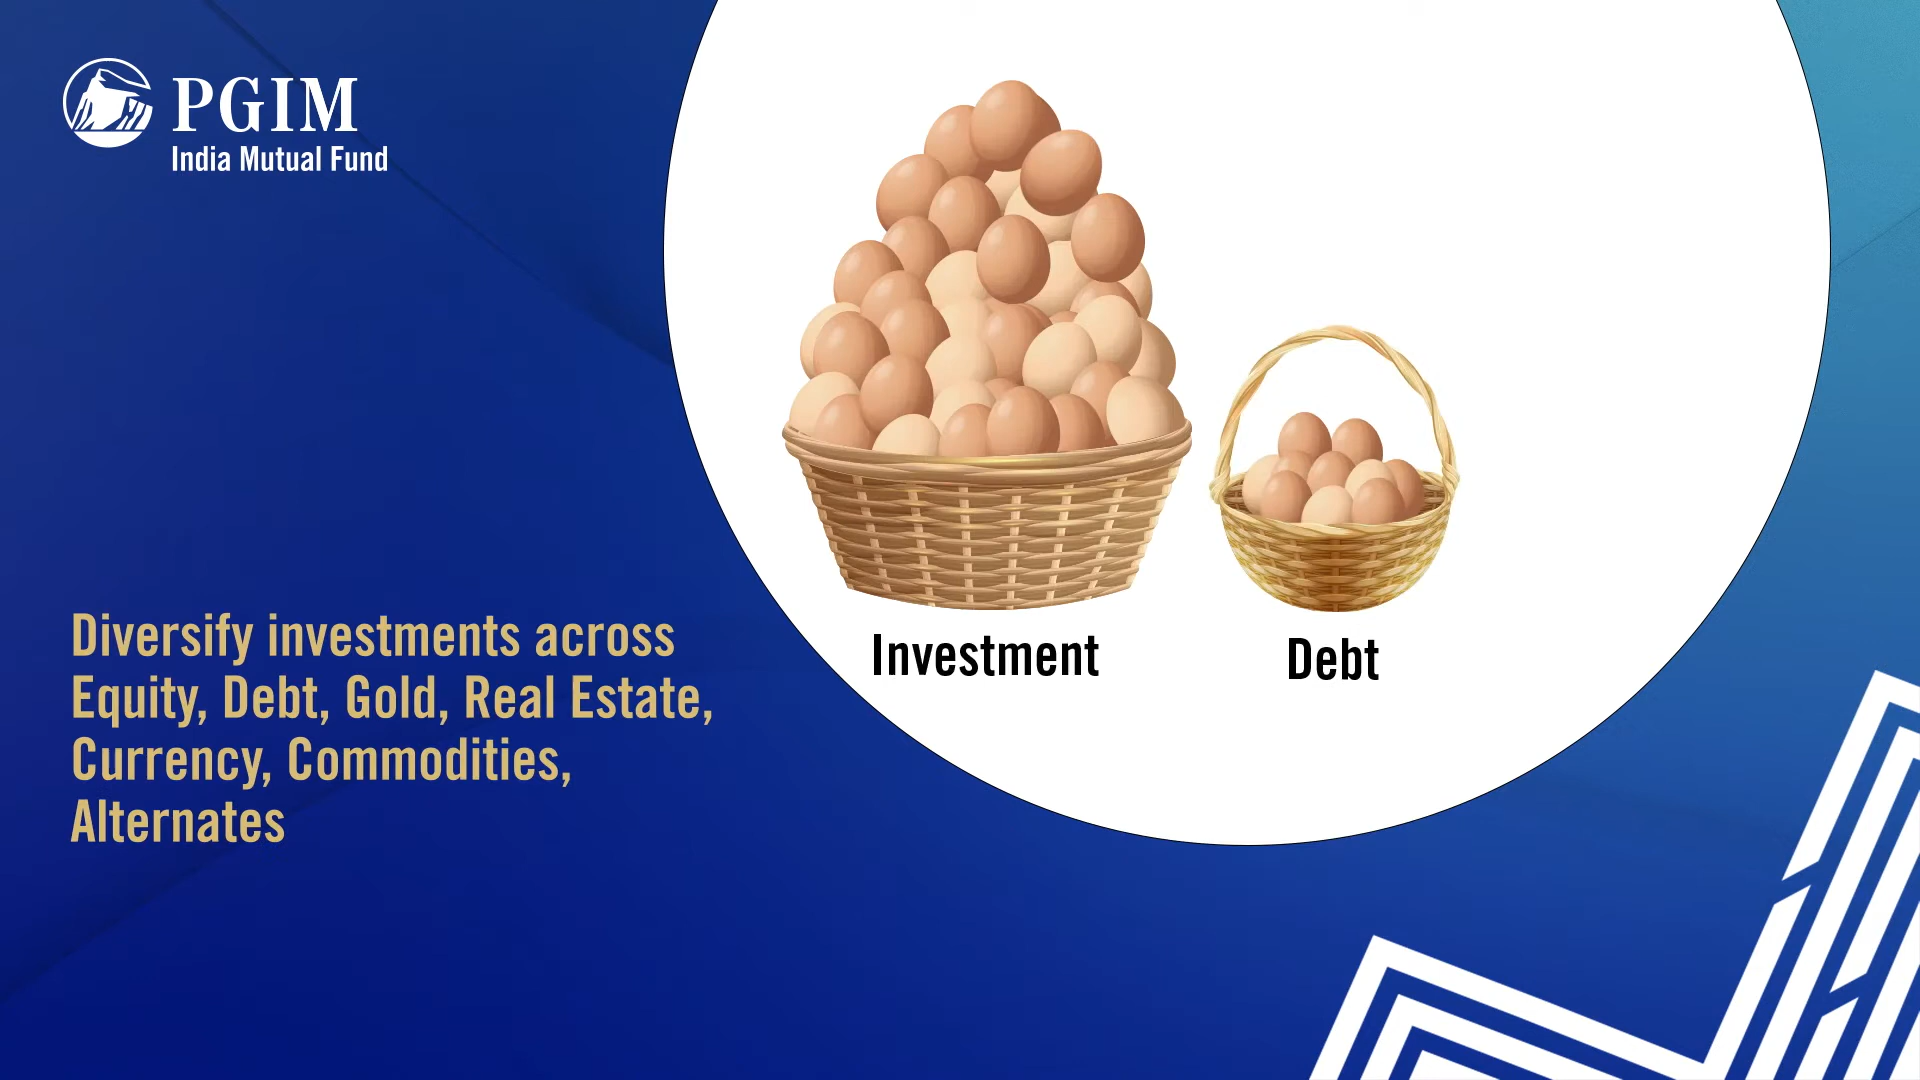 PGIM
India Mutual Fund
Diversify investments across
Equity, Debt, Gold, Real Estate,
Currency, Commodities,
Alternates
Investment
Debt